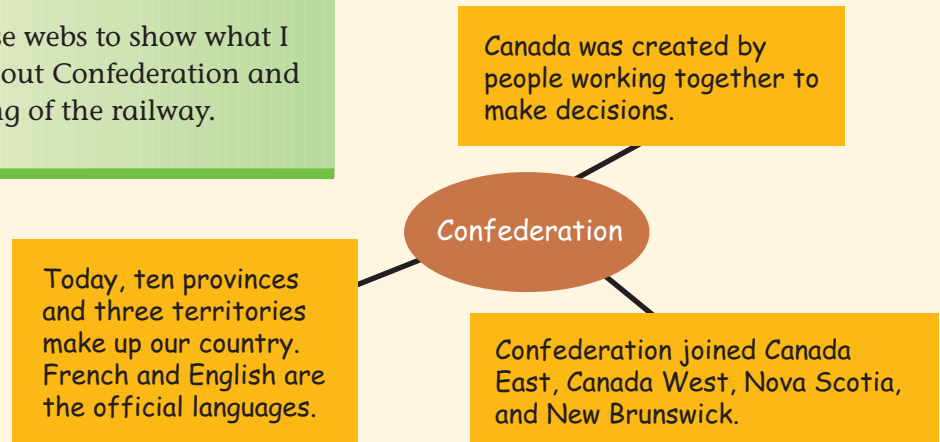 se webs to show what I
out Confederation and
ng of the railway.
Canada was created by
people working together to
make decisions.
Confederation
Today, ten provinces
and three territories
make up our country.
French and English are
the official languages.
Confederation joined Canada
East, Canada West, Nova Scotia,
and New Brunswick.